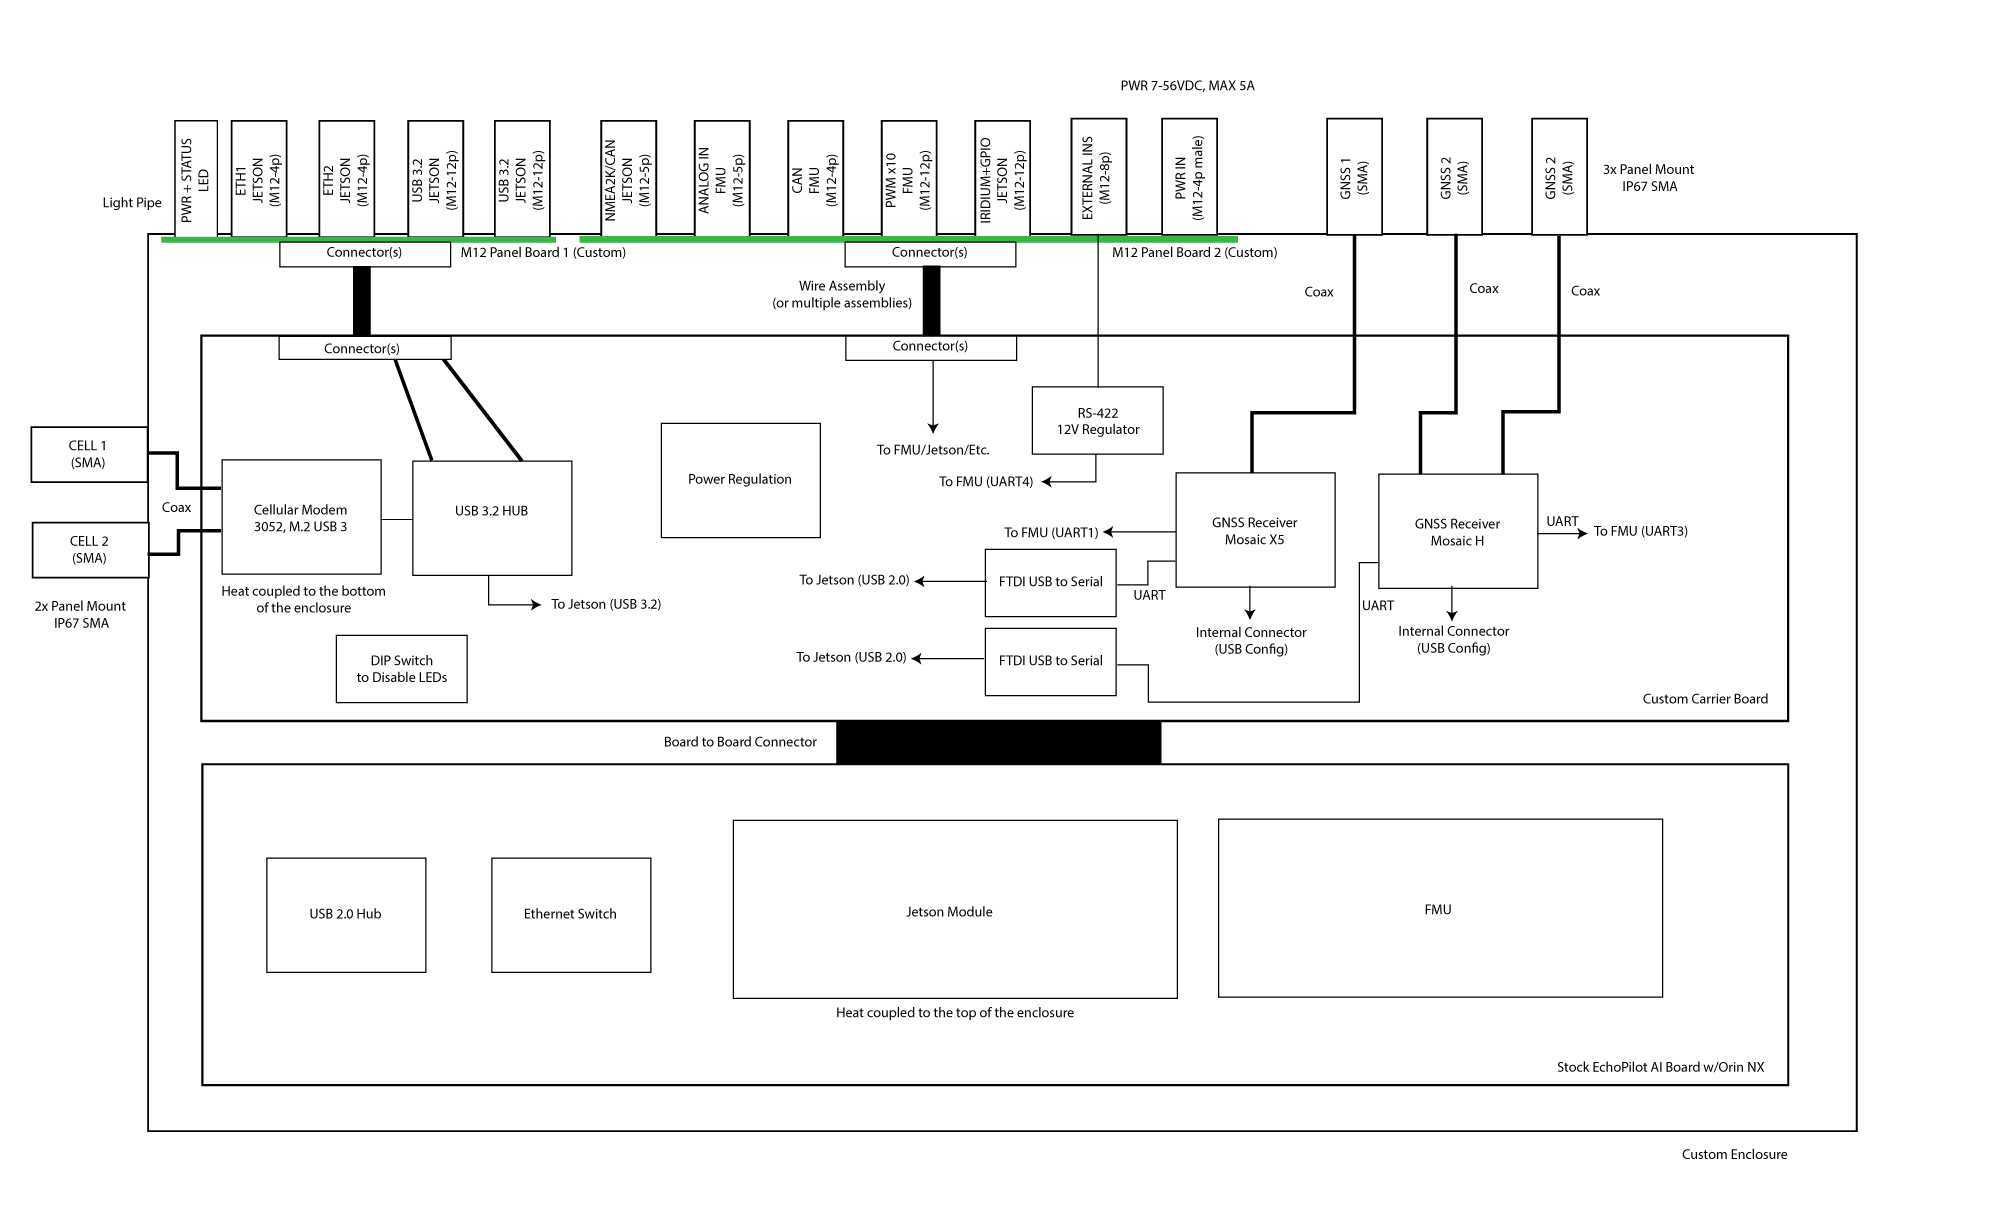 PWR 7-56VDC, MAX 5A
Light Pipe
PWR + STATUS
LED
ETH1
JETSON
(M12-4p)
ETH2
JETSON
(M12-4p)
USB 3.2
JETSON
(M12-12p)
USB 3.2
JETSON
(M12-12p)
NMEA2K/CAN
JETSON
(M12-5p)
ANALOG IN
FMU
(M12-5p)
CAN
FMU
(M12-4p)
PWM x10
FMU
(M12-12p)
IRIDIUM+GPIO
JETSON
(M12-12p)
EXTERNAL INS
(M12-8p)
PWR IN
(M12-4p male)
GNSS 1
(SMA)
GNSS 2
(SMA)
GNSS 2
(SMA)
3x Panel Mount
IP67 SMA
Connector(s)
M12 Panel Board 1 (Custom)
Connector(s)
M12 Panel Board 2 (Custom)
Wire Assembly
(or multiple assemblies)
Coax
Coax
Coax
Connector(s)
Connector(s)
CELL 1
(SMA)
Coax
CELL 2
(SMA)
2x Panel Mount
IP67 SMA
Cellular Modem
3052, M.2 USB 3
Heat coupled to the bottom
of the enclosure
USB 3.2 HUB
To Jetson (USB 3.2)
DIP Switch
to Disable LEDs
Power Regulation
To FMU/Jetson/Etc.
RS-422
12V Regulator
To FMU (UART4)
GNSS Receiver
Mosaic X5
To FMU (UART1)
GNSS Receiver
Mosaic H
UART
To FMU (UART3)
To Jetson (USB 2.0)
FTDI USB to Serial
UART
UART
Internal Connector
(USB Config)
Internal Connector
(USB Config)
To Jetson (USB 2.0)
FTDI USB to Serial
Custom Carrier Board
Board to Board Connector
USB 2.0 Hub
Ethernet Switch
Jetson Module
FMU
Heat coupled to the top of the enclosure
Stock EchoPilot AI Board w/Orin NX
Custom Enclosure